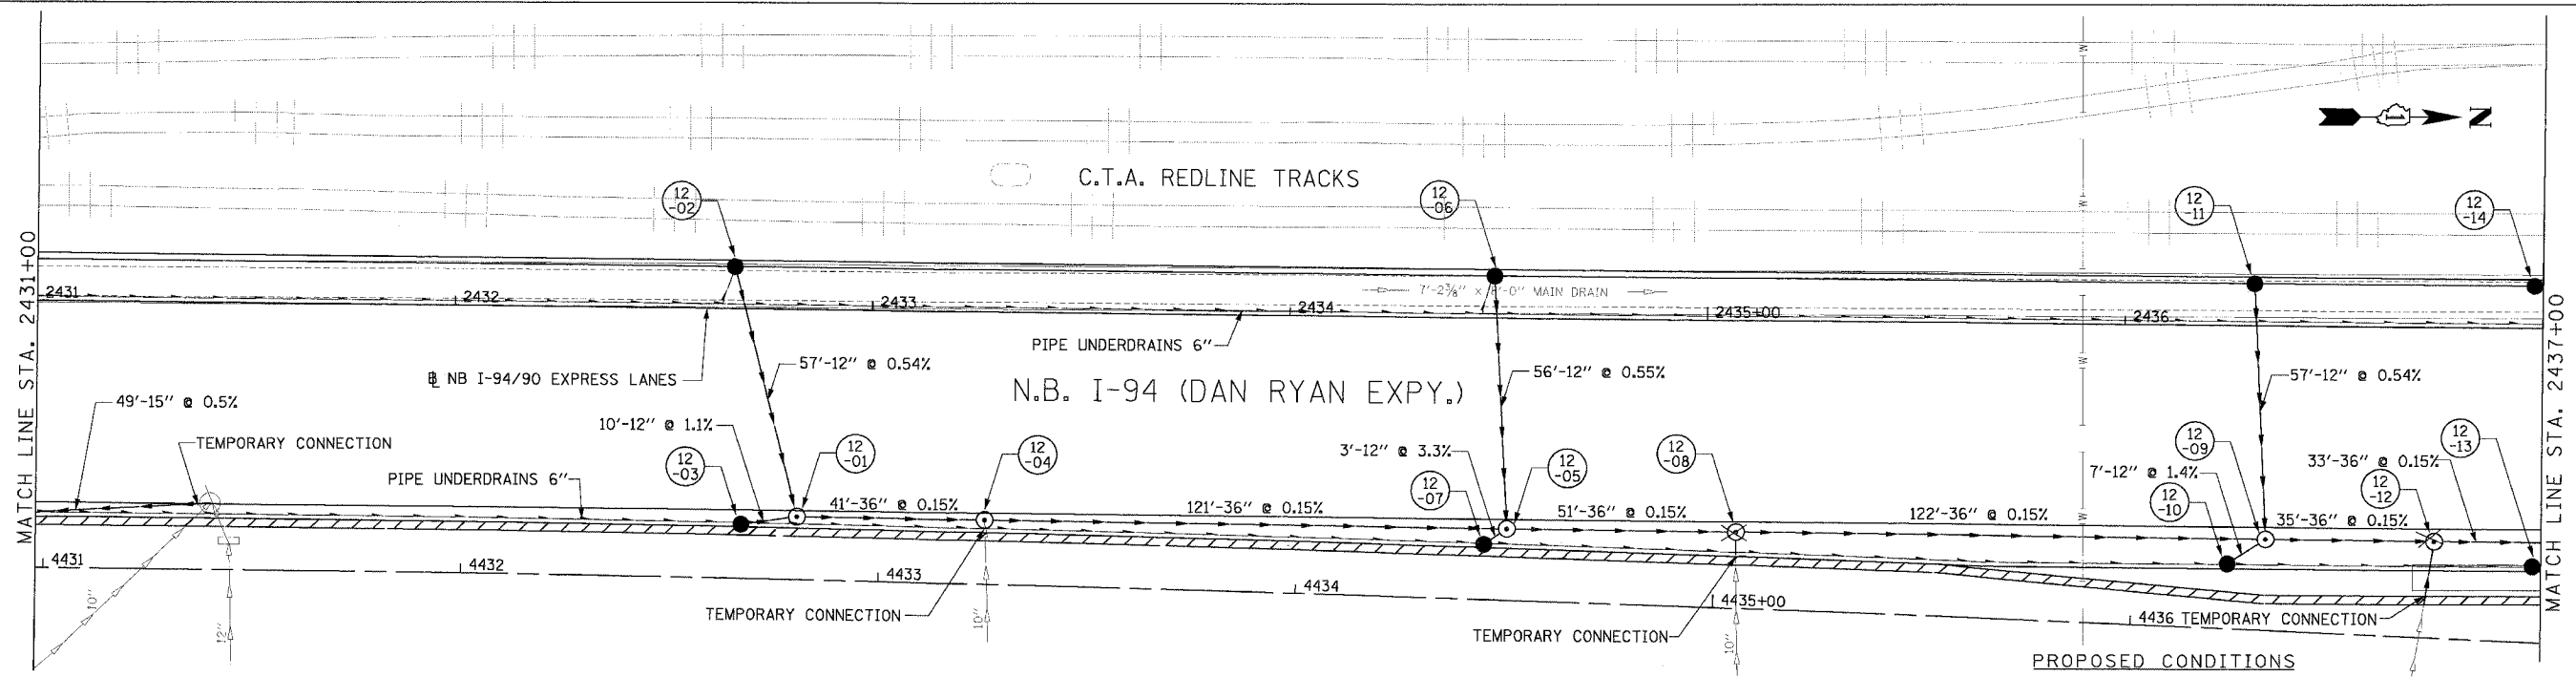 N
C.T.A. REDLINE TRACKS
12
-02
12
-06
12
-11
12
-14
MATCH LINE STA. 2431+00
2431
2432
2433
2434
2435+00
2436
7'-2⅜" x 8'-0" MAIN DRAIN
MATCH LINE STA. 2437+00
PIPE UNDERDRAINS 6"
℄ NB I-94/90 EXPRESS LANES
57'-12" @ 0.54%
56'-12" @ 0.55%
57'-12" @ 0.54%
N.B. I-94 (DAN RYAN EXPY.)
49'-15" @ 0.5%
TEMPORARY CONNECTION
PIPE UNDERDRAINS 6"
10'-12" @ 1.1%
12
-03
12
-01
12
-04
41'-36" @ 0.15%
121'-36" @ 0.15%
3'-12" @ 3.3%
12
-07
12
-05
51'-36" @ 0.15%
12
-08
122'-36" @ 0.15%
12
-09
7'-12" @ 1.4%
12
-10
35'-36" @ 0.15%
33'-36" @ 0.15%
12
-12
12
-13
W
W
W
W
4431
4432
4433
4434
4435+00
4436
10"
12"
10"
10"
TEMPORARY CONNECTION
TEMPORARY CONNECTION
TEMPORARY CONNECTION
PROPOSED CONDITIONS